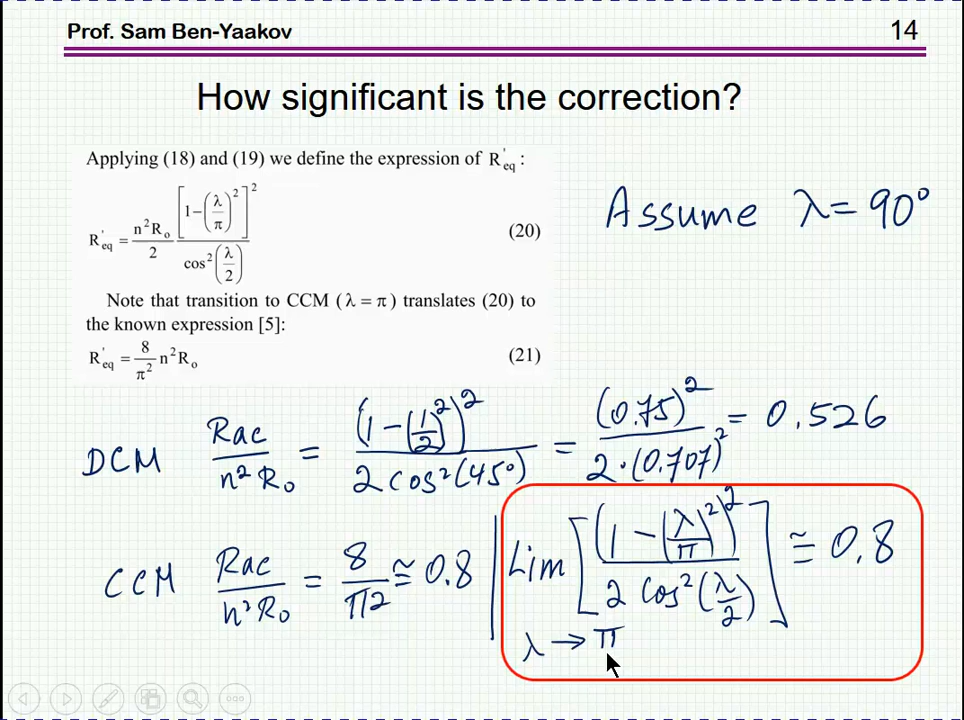 Prof. Sam Ben-Yaakov 14
How significant is the correction?
Applying (18) and (19) we define the expression of R'eq :
R'eq = n²Ro/2 [1−(λ/π)²]² / cos²(λ/2) (20)
Note that transition to CCM ( λ = π ) translates (20) to
the known expression [5]:
R'eq = 8/π² n²Ro (21)
Assume λ = 90°
DCM Rac/n²Ro = (1−(1/2)²)² / 2cos²(45°) = (0.75)² / 2·(0.707)² = 0.526
CCM Rac/n²Ro = 8/π2 ≅ 0.8 | Lim [(1−(λ/π)²)² / 2 cos²(λ/2)] ≅ 0.8
λ → π